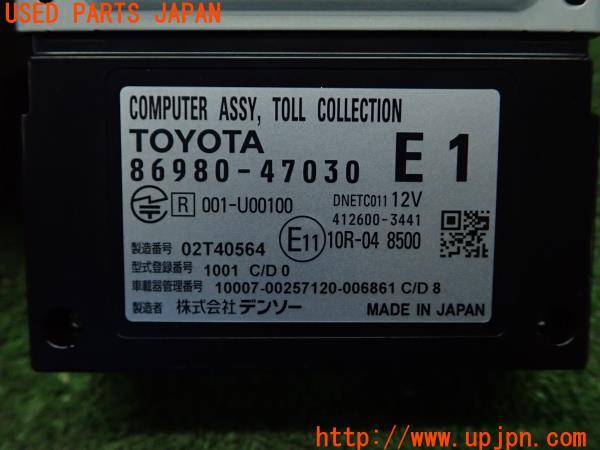 USED PARTS JAPAN
COMPUTER ASSY, TOLL COLLECTION
TOYOTA
86980-47030 E 1
R 001-U00100 DNETC011 12V
412600-3441
製造番号 02T40564 E11 10R-04 8500
型式登録番号 1001 C/D 0
車載器管理番号 10007-00257120-006861 C/D 8
製造者 株式会社デンソー MADE IN JAPAN
http://www.upjpn.com/